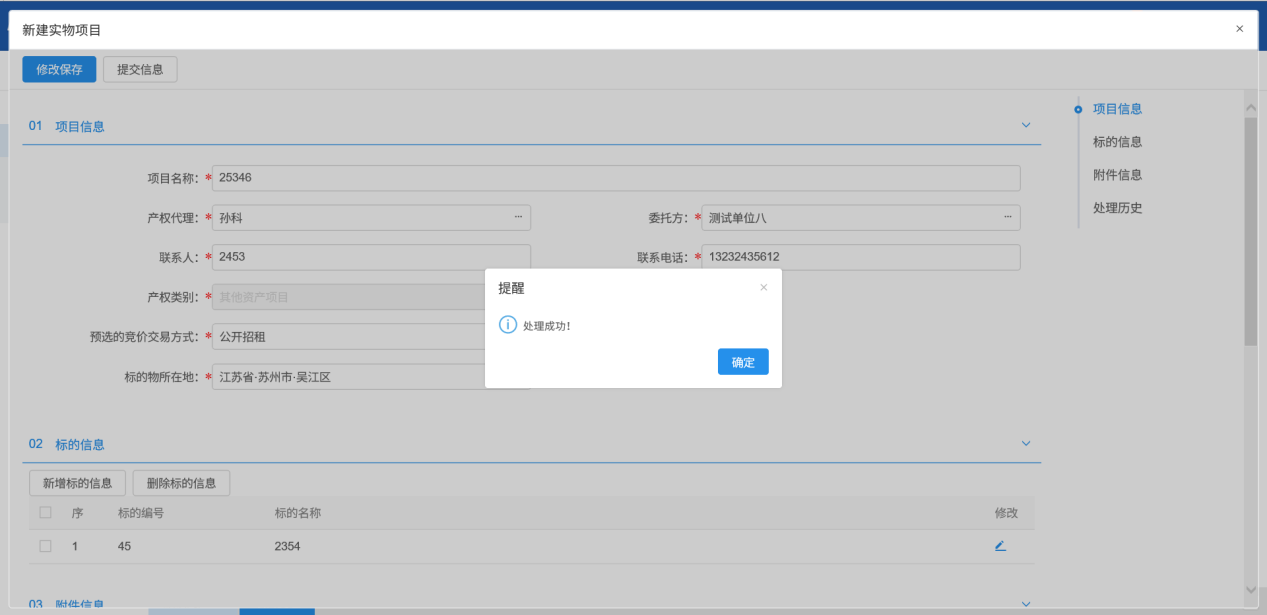 新建实物项目
修改保存 提交信息
01 项目信息
项目名称: * 25346
产权代理: * 孙科 ··· 委托方: * 测试单位八 ···
联系人: * 2453 联系电话: * 13232435612
产权类别: * 其他资产项目
预选的竞价交易方式: * 公开招租
标的物所在地: * 江苏省·苏州市·吴江区
提醒
处理成功!
确定
02 标的信息
新增标的信息 删除标的信息
序 标的编号 标的名称 修改
1 45 2354
03 附件信息
项目信息
标的信息
附件信息
处理历史